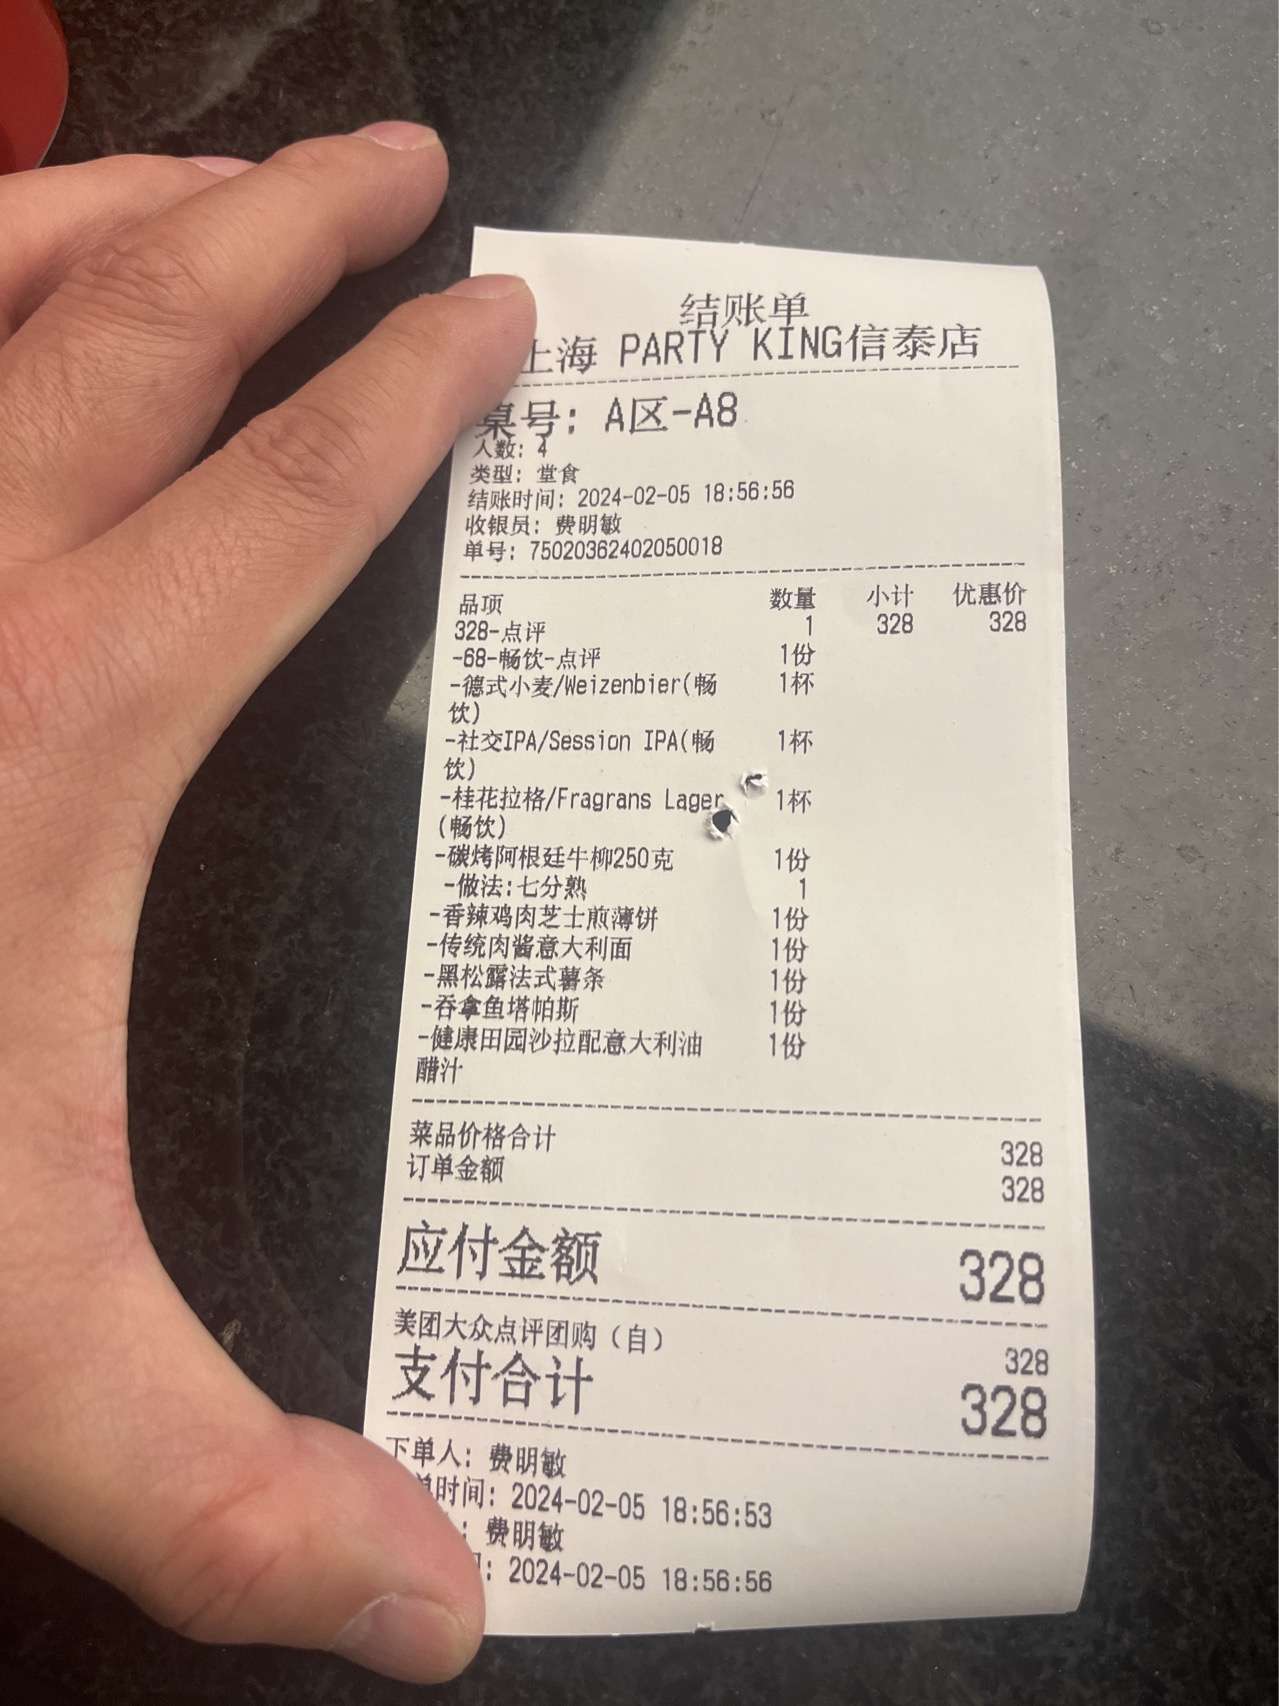 结账单
上海 PARTY KING信泰店
桌号: A区-A8
人数: 4
类型: 堂食
结账时间: 2024-02-05 18:56:56
收银员: 费明敏
单号: 75020362402050018
品项 数量 小计 优惠价
328-点评 1 328 328
-68-畅饮-点评 1份
-德式小麦/Weizenbier(畅 1杯
饮)
-社交IPA/Session IPA(畅 1杯
饮)
-桂花拉格/Fragrans Lager 1杯
(畅饮)
-碳烤阿根廷牛柳250克 1份
-做法:七分熟 1
-香辣鸡肉芝士煎薄饼 1份
-传统肉酱意大利面 1份
-黑松露法式薯条 1份
-吞拿鱼塔帕斯 1份
-健康田园沙拉配意大利油 1份
醋汁
菜品价格合计 328
订单金额 328
应付金额 328
美团大众点评团购（自） 328
支付合计 328
下单人: 费明敏
单时间: 2024-02-05 18:56:53
: 费明敏
: 2024-02-05 18:56:56